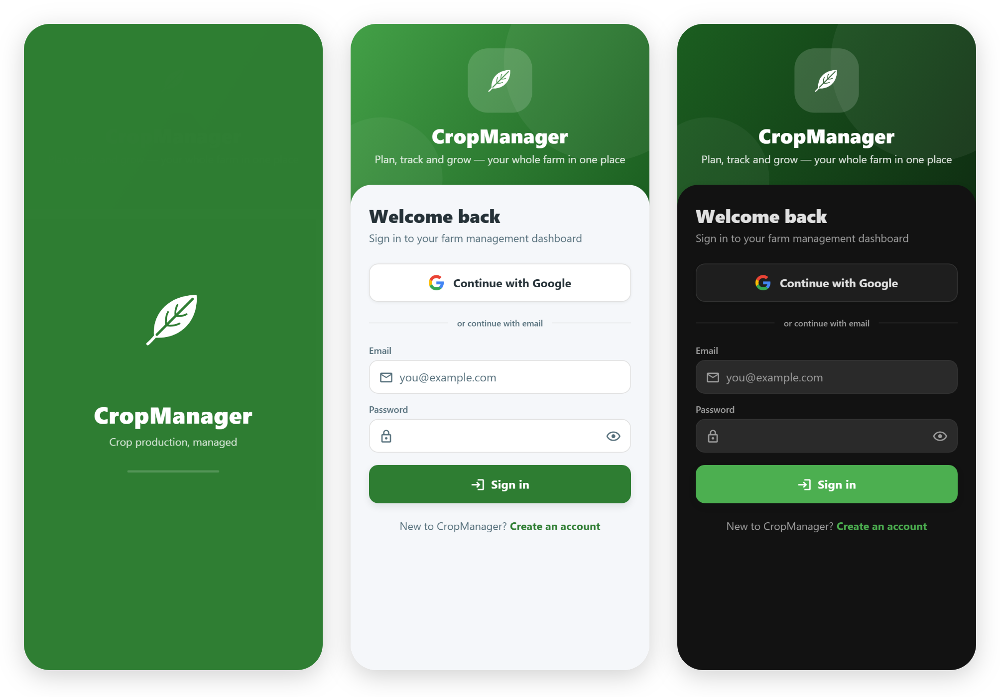 CropManager
Crop production, managed
CropManager
Plan, track and grow — your whole farm in one place
Welcome back
Sign in to your farm management dashboard
Continue with Google
or continue with email
Email
you@example.com
Password
Sign in
New to CropManager? Create an account
CropManager
Plan, track and grow — your whole farm in one place
Welcome back
Sign in to your farm management dashboard
Continue with Google
or continue with email
Email
you@example.com
Password
Sign in
New to CropManager? Create an account